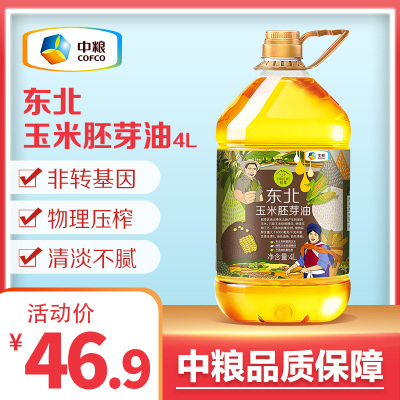 中粮
COFCO
东北
玉米胚芽油4L
非转基因
物理压榨
清淡不腻
活动价
¥46.9
中粮品质保障
中粮
东北
玉米胚芽油
净含量:4L